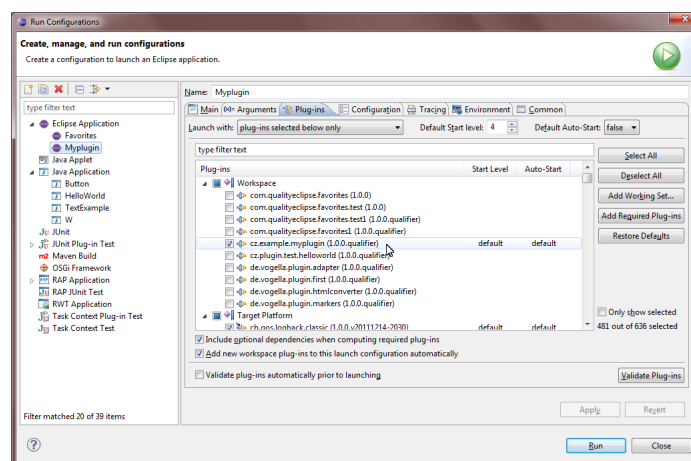 Run Configurations
Create, manage, and run configurations
Create a configuration to launch an Eclipse application.
Name: Myplugin
type filter text
Eclipse Application
Favorites
Myplugin
Java Applet
Java Application
Button
HelloWorld
TextExample
W
JUnit
JUnit Plug-in Test
Maven Build
OSGi Framework
RAP Application
RAP JUnit Test
RWT Application
Task Context Plug-in Test
Task Context Test
Filter matched 20 of 39 items
Main Arguments Plug-ins Configuration Tracing Environment Common
Launch with: plug-ins selected below only Default Start level: 4 Default Auto-Start: false
type filter text
Plug-ins Start Level Auto-Start
Workspace
com.qualityeclipse.favorites (1.0.0)
com.qualityeclipse.favorites.test (1.0.0)
com.qualityeclipse.favorites.test1 (1.0.0.qualifier)
com.qualityeclipse.favorites1 (1.0.0.qualifier)
cz.example.myplugin (1.0.0.qualifier) default default
cz.plugin.test.helloworld (1.0.0.qualifier)
de.vogella.plugin.adapter (1.0.0.qualifier)
de.vogella.plugin.first (1.0.0.qualifier)
de.vogella.plugin.htmlconverter (1.0.0.qualifier)
de.vogella.plugin.markers (1.0.0.qualifier)
Target Platform
ch.qos.logback.classic (1.0.0.v20111214-2030) default default
Select All
Deselect All
Add Working Set...
Add Required Plug-ins
Restore Defaults
Only show selected
481 out of 636 selected
Include optional dependencies when computing required plug-ins
Add new workspace plug-ins to this launch configuration automatically
Validate plug-ins automatically prior to launching
Validate Plug-ins
Apply Revert
Run Close